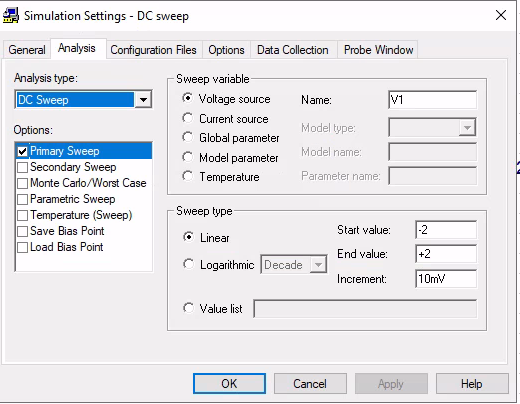 Simulation Settings - DC sweep
General
Analysis
Configuration Files
Options
Data Collection
Probe Window
Analysis type:
DC Sweep
Options:
Primary Sweep
Secondary Sweep
Monte Carlo/Worst Case
Parametric Sweep
Temperature (Sweep)
Save Bias Point
Load Bias Point
Sweep variable
Voltage source
Current source
Global parameter
Model parameter
Temperature
Name:
V1
Model type:
Model name:
Parameter name:
Sweep type
Linear
Logarithmic
Decade
Value list
Start value:
-2
End value:
+2
Increment:
10mV
OK
Cancel
Apply
Help